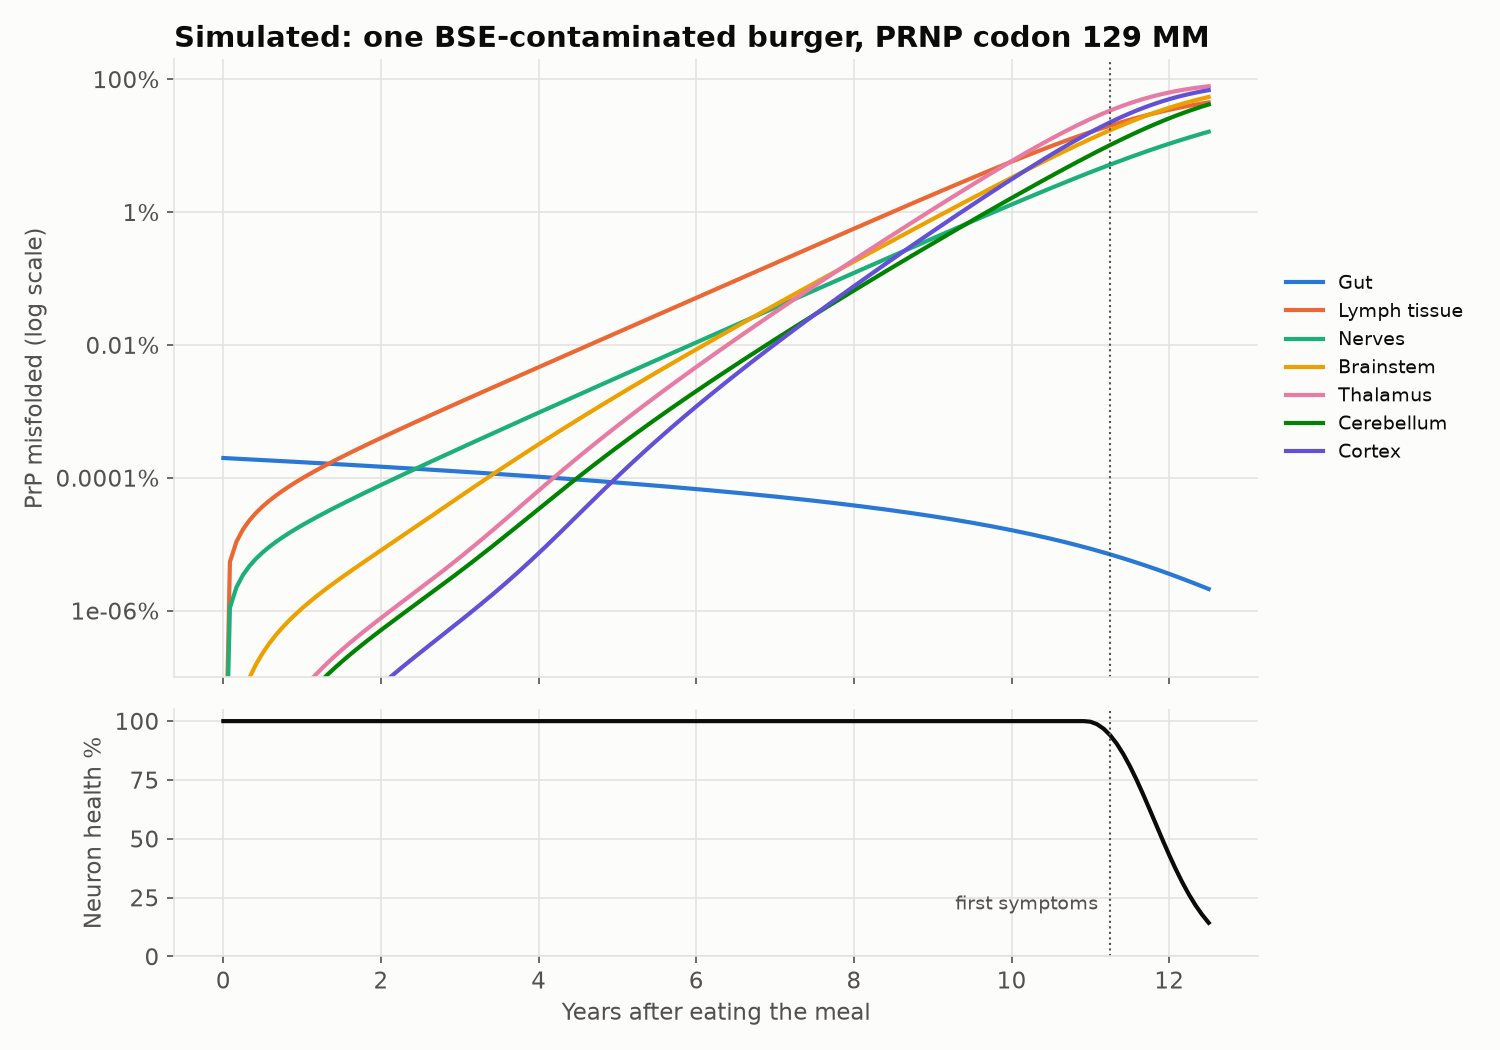 Simulated: one BSE-contaminated burger, PRNP codon 129 MM
100%
1%
0.01%
0.0001%
1e-06%
PrP misfolded (log scale)
Gut
Lymph tissue
Nerves
Brainstem
Thalamus
Cerebellum
Cortex
100
75
50
25
0
Neuron health %
first symptoms
0 2 4 6 8 10 12
Years after eating the meal